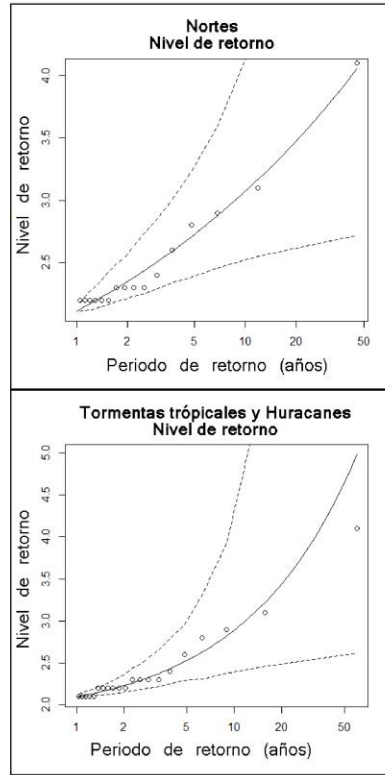 Nortes
Nivel de retorno
4.0
3.5
3.0
2.5
Nivel de retorno
1 2 5 10 20 50
Periodo de retorno (años)
Tormentas trópicales y Huracanes
Nivel de retorno
5.0
4.5
4.0
3.5
3.0
2.5
2.0
Nivel de retorno
1 2 5 10 20 50
Periodo de retorno (años)